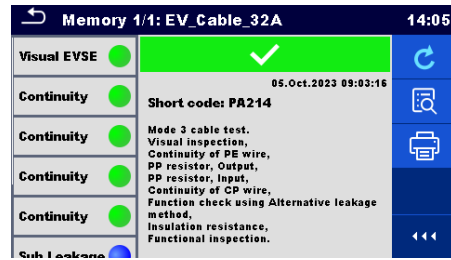 Memory 1/1: EV_Cable_32A
14:05
Visual EVSE
Continuity
Continuity
Continuity
Continuity
Sub Leakage
05.Oct.2023 09:03:16
Short code: PA214
Mode 3 cable test.
Visual inspection,
Continuity of PE wire,
PP resistor, Output,
PP resistor, Input,
Continuity of CP wire,
Function check using Alternative leakage
method,
Insulation resistance,
Functional inspection.